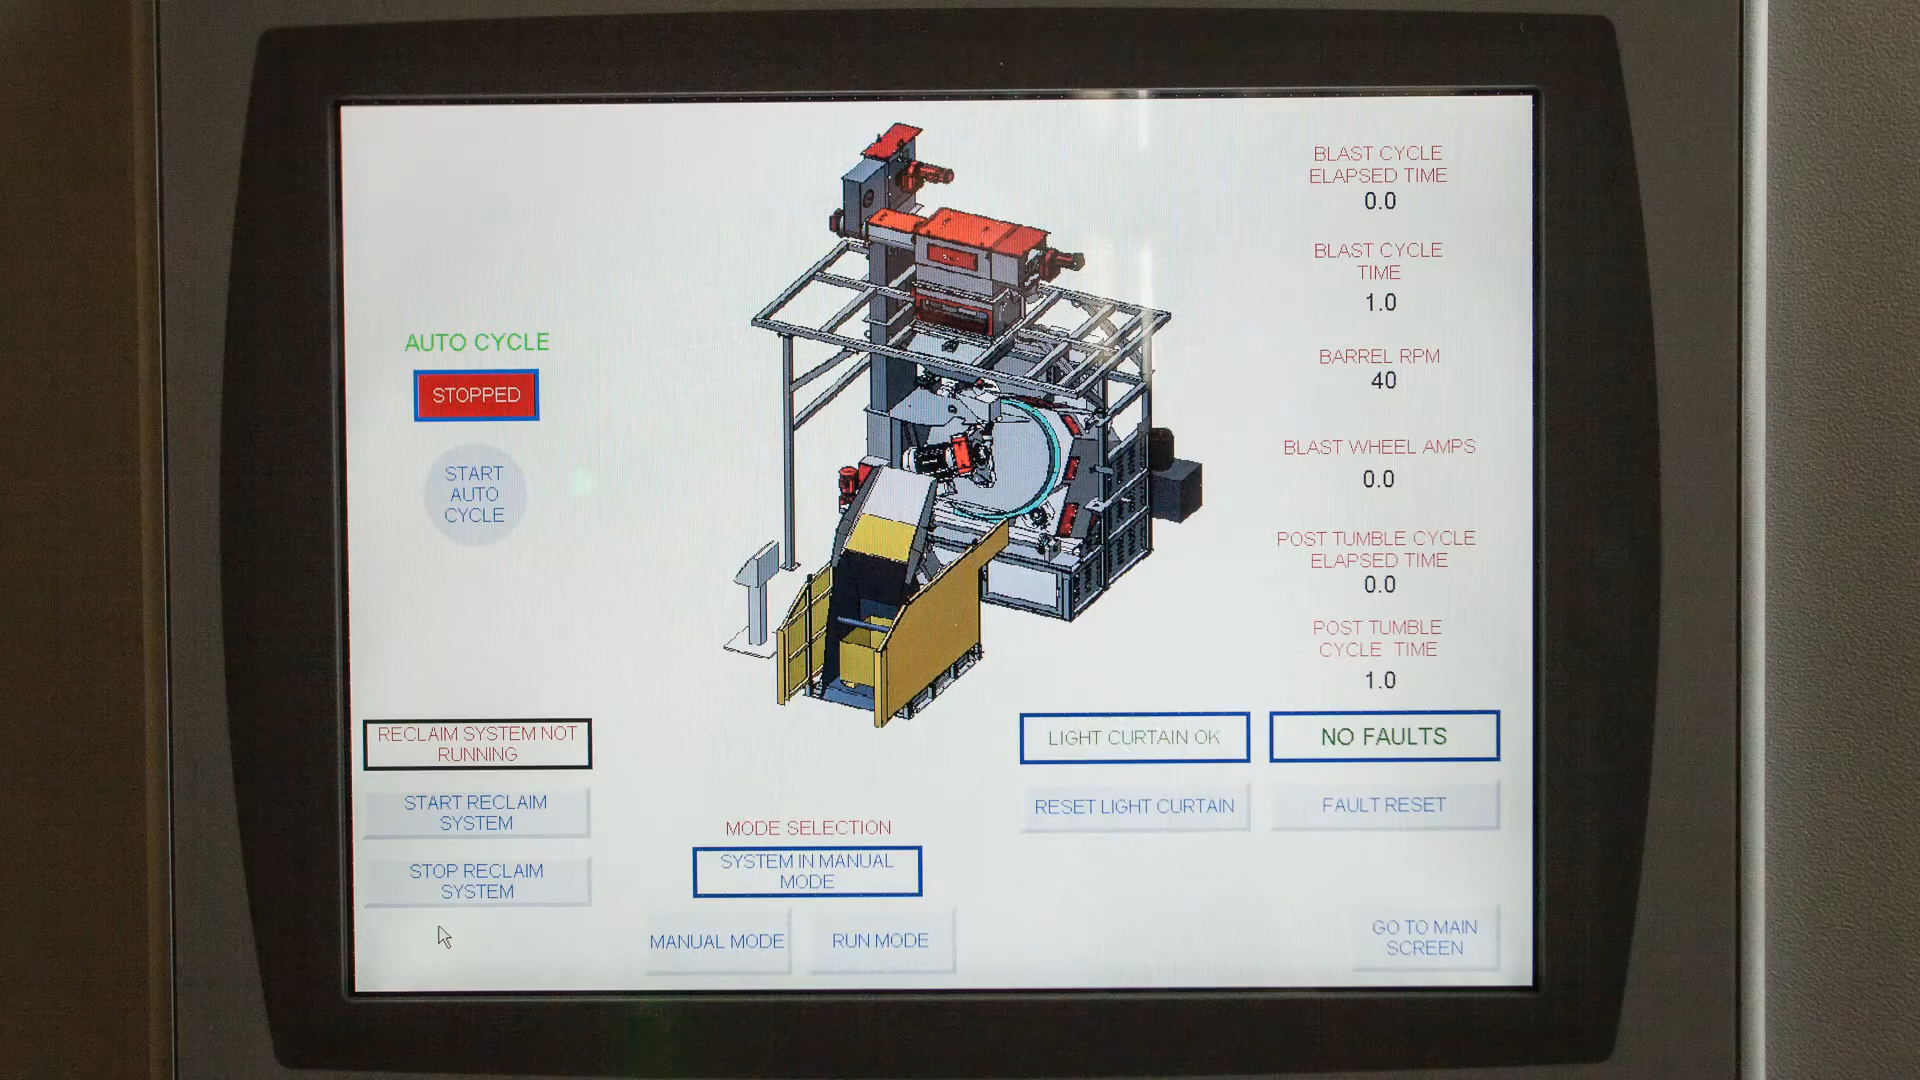 AUTO CYCLE
STOPPED
START
AUTO
CYCLE
RECLAIM SYSTEM NOT
RUNNING
START RECLAIM
SYSTEM
STOP RECLAIM
SYSTEM
MODE SELECTION
SYSTEM IN MANUAL
MODE
MANUAL MODE
RUN MODE
BLAST CYCLE
ELAPSED TIME
0.0
BLAST CYCLE
TIME
1.0
BARREL RPM
40
BLAST WHEEL AMPS
0.0
POST TUMBLE CYCLE
ELAPSED TIME
0.0
POST TUMBLE
CYCLE TIME
1.0
LIGHT CURTAIN OK
NO FAULTS
RESET LIGHT CURTAIN
FAULT RESET
GO TO MAIN
SCREEN